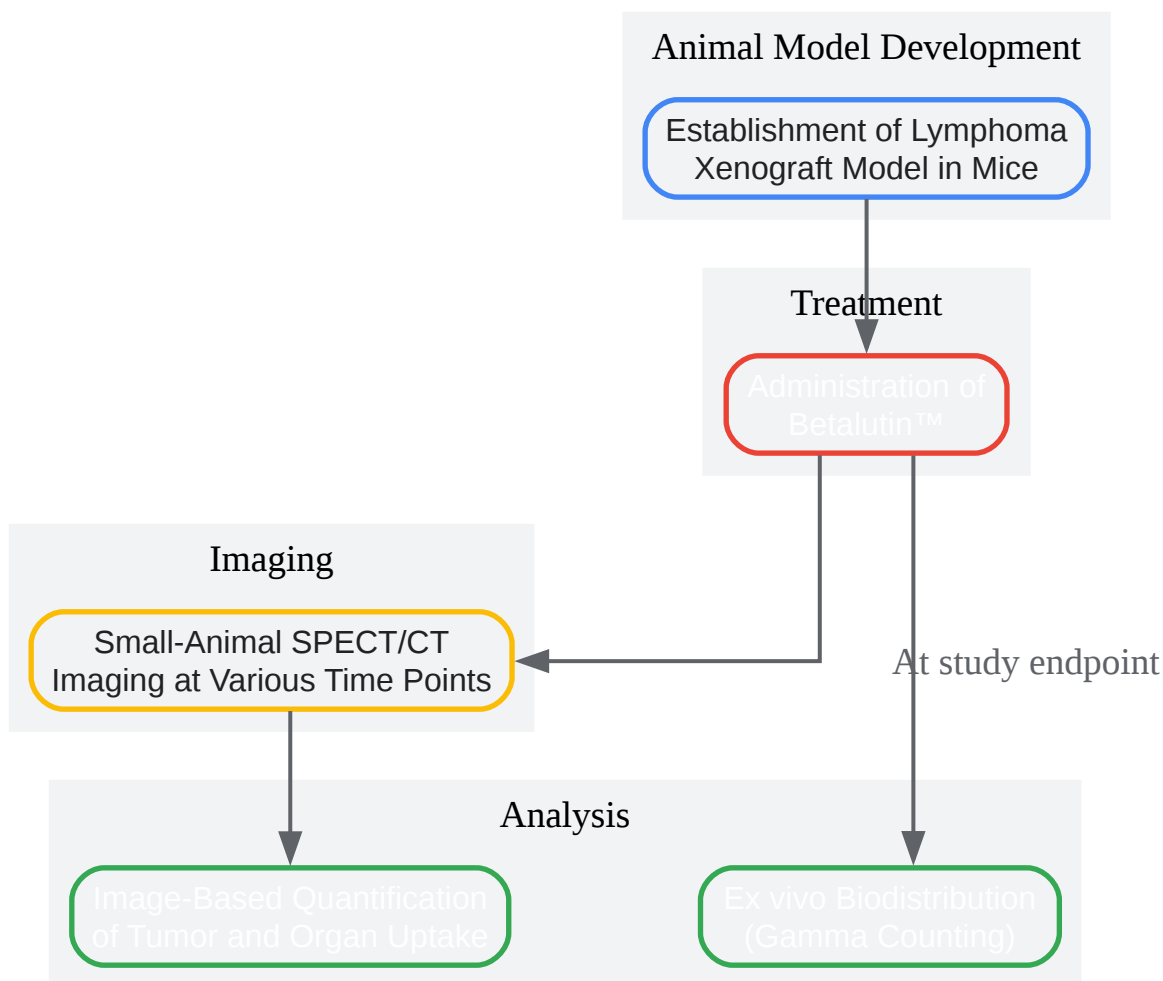 Animal Model Development
Establishment of Lymphoma
Xenograft Model in Mice
Treatment
Administration of
Betalutin™
Imaging
Small-Animal SPECT/CT
Imaging at Various Time Points
At study endpoint
Analysis
Image-Based Quantification
of Tumor and Organ Uptake
Ex vivo Biodistribution
(Gamma Counting)